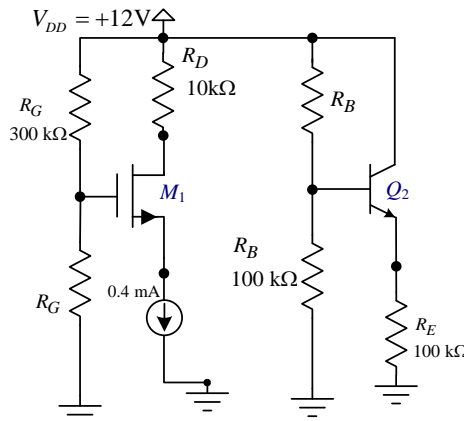 V_DD = +12V
R_D
10kΩ
R_G
300 kΩ
R_B
M_1
Q_2
R_B
100 kΩ
R_G
0.4 mA
R_E
100 kΩ